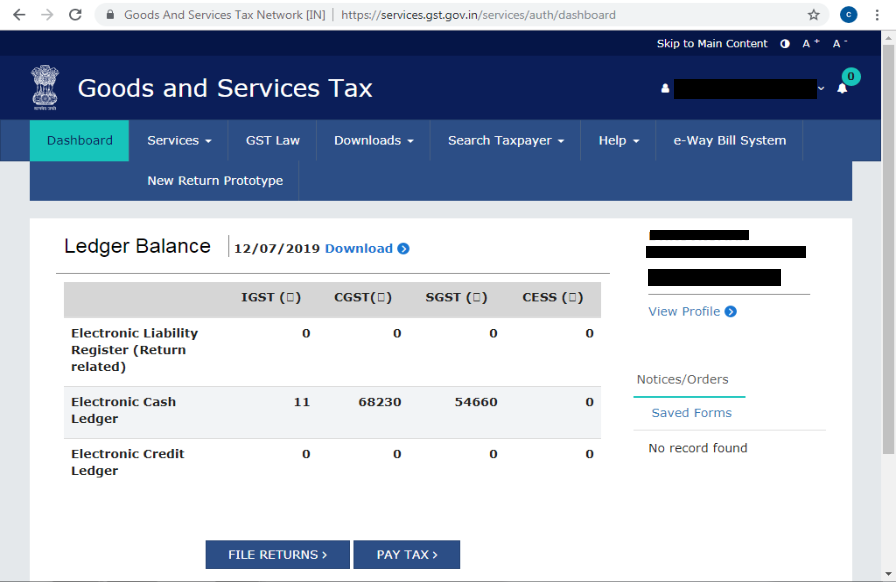 Goods And Services Tax Network [IN] | https://services.gst.gov.in/services/auth/dashboard
C
Skip to Main Content A + A -
Goods and Services Tax
0
Dashboard Services GST Law Downloads Search Taxpayer Help e-Way Bill System
New Return Prototype
Ledger Balance 12/07/2019 Download
IGST (▯) CGST(▯) SGST (▯) CESS (▯)
Electronic Liability 0 0 0 0
Register (Return
related)
Electronic Cash 11 68230 54660 0
Ledger
Electronic Credit 0 0 0 0
Ledger
FILE RETURNS > PAY TAX >
View Profile
Notices/Orders
Saved Forms
No record found